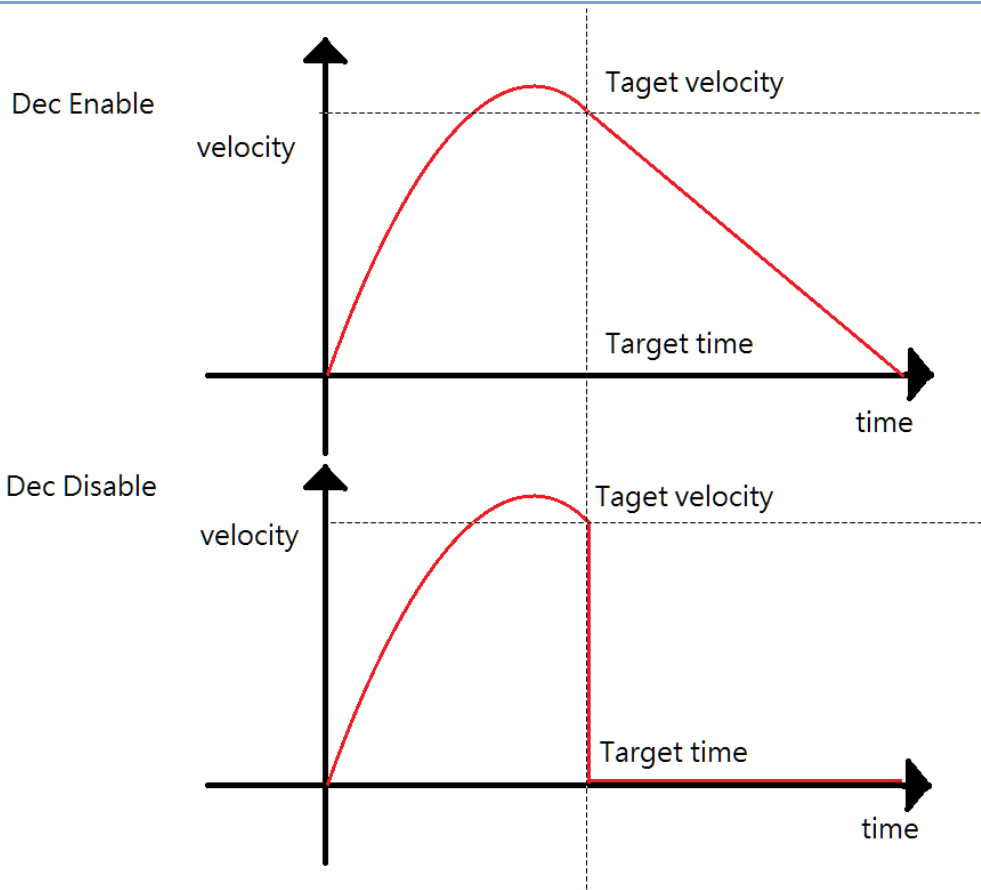 Taget velocity
Dec Enable
velocity
Target time
time
Dec Disable
Taget velocity
velocity
Target time
time